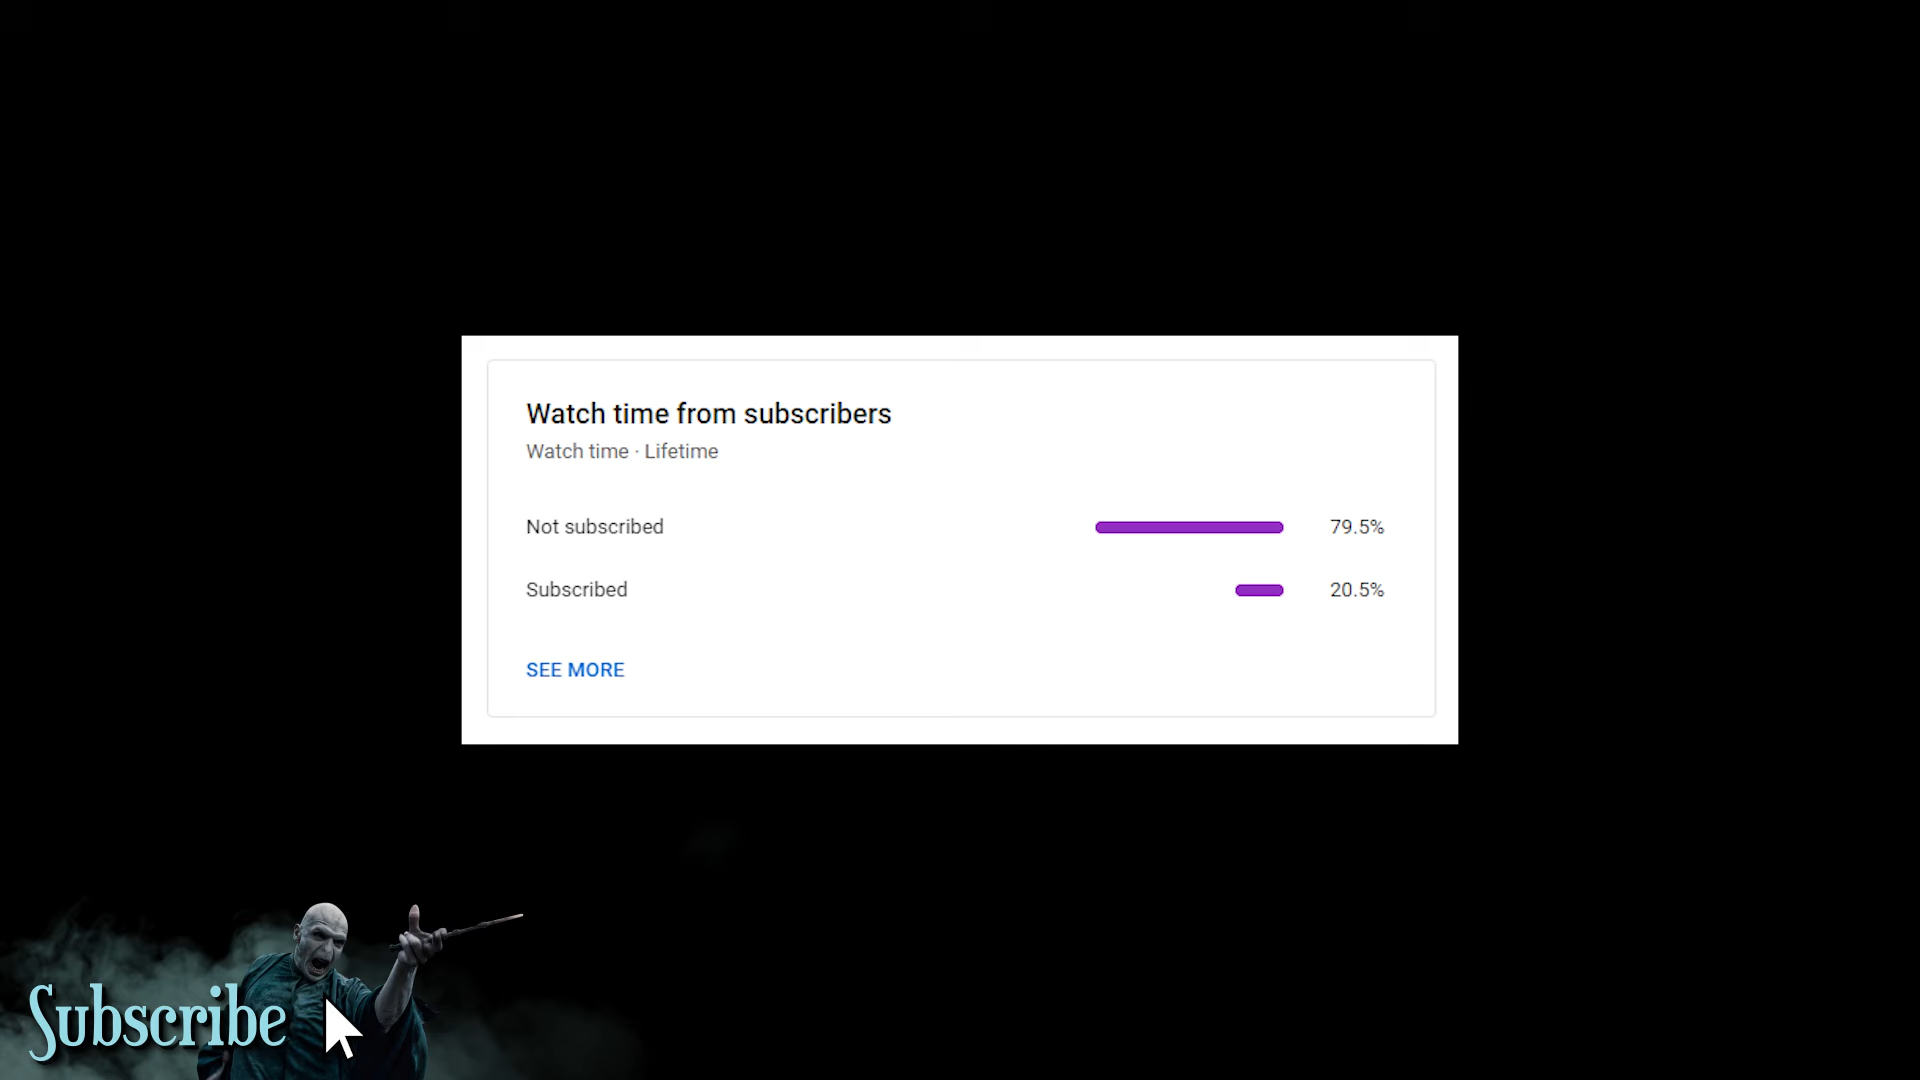 Watch time from subscribers
Watch time · Lifetime
Not subscribed 79.5%
Subscribed 20.5%
SEE MORE
Subscribe